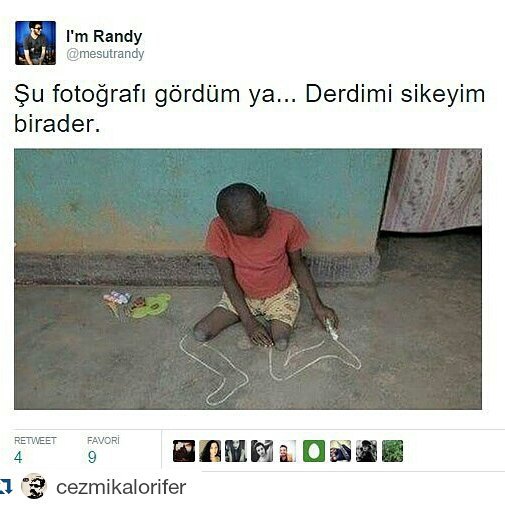 I'm Randy
@mesutrandy
Şu fotoğrafı gördüm ya... Derdimi sikeyim
birader.
RETWEET FAVORİ
4 9
cezmikalorifer